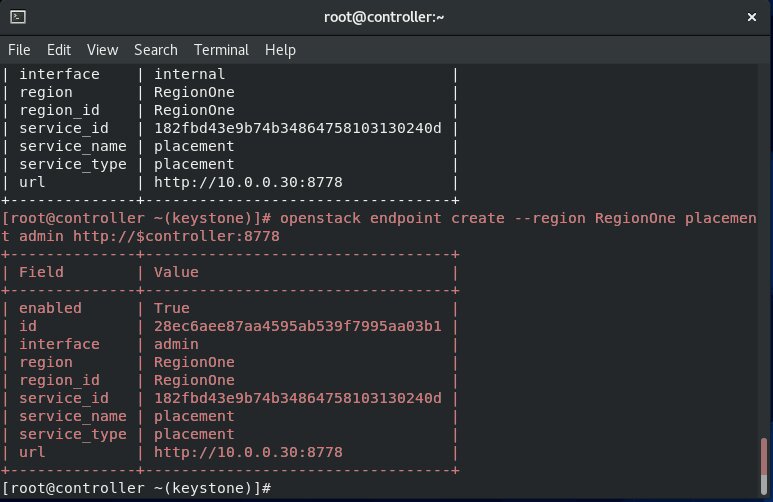 root@controller:~
File Edit View Search Terminal Help
| interface    | internal                         |
| region       | RegionOne                        |
| region_id    | RegionOne                        |
| service_id   | 182fbd43e9b74b34864758103130240d |
| service_name | placement                        |
| service_type | placement                        |
| url          | http://10.0.0.30:8778            |
+--------------+----------------------------------+
[root@controller ~(keystone)]# openstack endpoint create --region RegionOne placemen
t admin http://$controller:8778
+--------------+----------------------------------+
| Field        | Value                            |
+--------------+----------------------------------+
| enabled      | True                             |
| id           | 28ec6aee87aa4595ab539f7995aa03b1 |
| interface    | admin                            |
| region       | RegionOne                        |
| region_id    | RegionOne                        |
| service_id   | 182fbd43e9b74b34864758103130240d |
| service_name | placement                        |
| service_type | placement                        |
| url          | http://10.0.0.30:8778            |
+--------------+----------------------------------+
[root@controller ~(keystone)]#